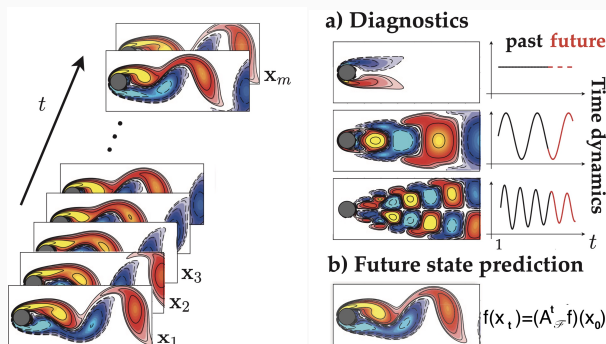 a) Diagnostics
past future
Time dynamics
t
x_m
x_3
x_2
x_1
1
t
b) Future state prediction
f(x_t)=(A^t_ℱ f)(x_0)